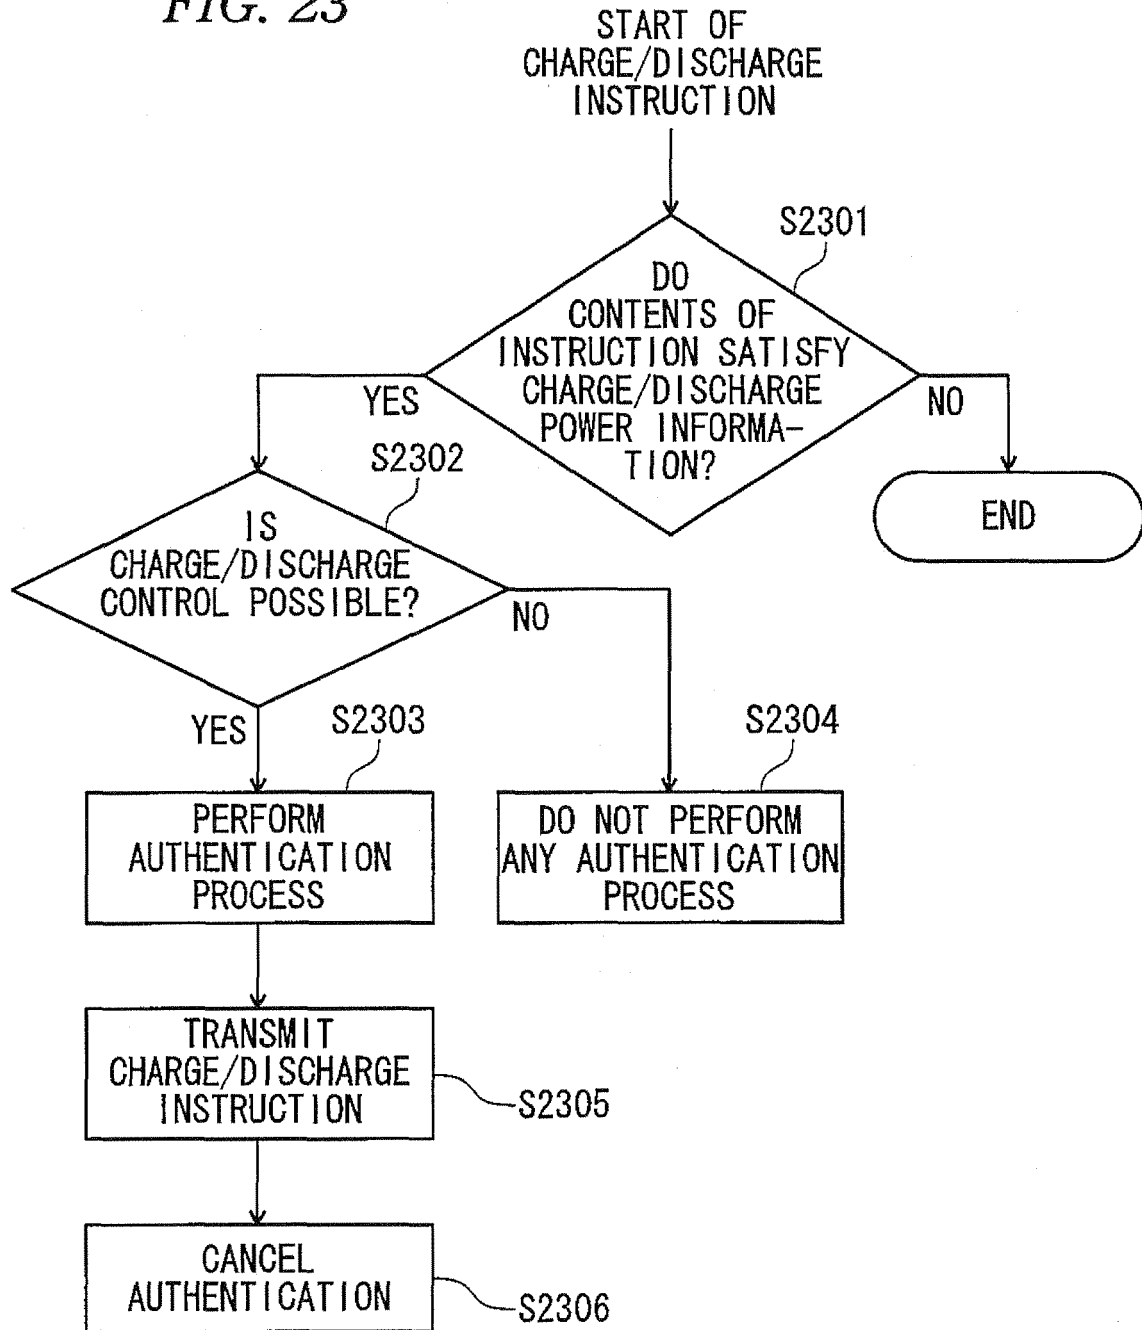 FIG. 23
START OF
CHARGE/DISCHARGE
INSTRUCTION
S2301
DO
CONTENTS OF
INSTRUCTION SATISFY
CHARGE/DISCHARGE
POWER INFORMA-
TION?
YES
NO
S2302
END
IS
CHARGE/DISCHARGE
CONTROL POSSIBLE?
NO
YES
S2303
S2304
PERFORM
AUTHENTICATION
PROCESS
DO NOT PERFORM
ANY AUTHENTICATION
PROCESS
TRANSMIT
CHARGE/DISCHARGE
INSTRUCTION
S2305
CANCEL
AUTHENTICATION
S2306